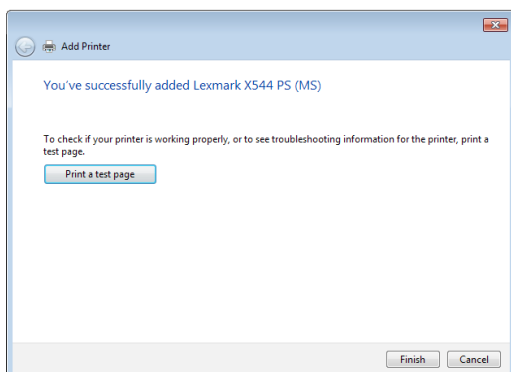 Add Printer
You've successfully added Lexmark X544 PS (MS)
To check if your printer is working properly, or to see troubleshooting information for the printer, print a
test page.
Print a test page
Finish Cancel